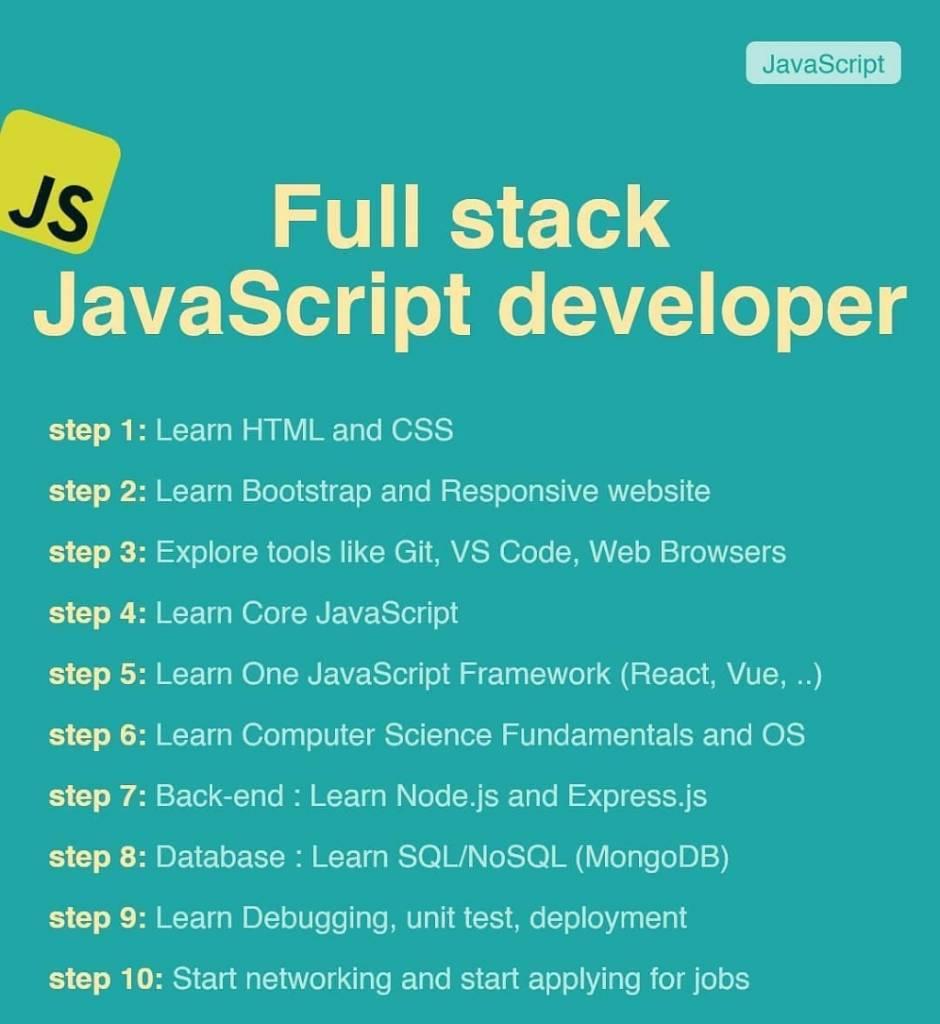 JavaScript
JS
Full stack
JavaScript developer
step 1: Learn HTML and CSS
step 2: Learn Bootstrap and Responsive website
step 3: Explore tools like Git, VS Code, Web Browsers
step 4: Learn Core JavaScript
step 5: Learn One JavaScript Framework (React, Vue, ..)
step 6: Learn Computer Science Fundamentals and OS
step 7: Back-end : Learn Node.js and Express.js
step 8: Database : Learn SQL/NoSQL (MongoDB)
step 9: Learn Debugging, unit test, deployment
step 10: Start networking and start applying for jobs